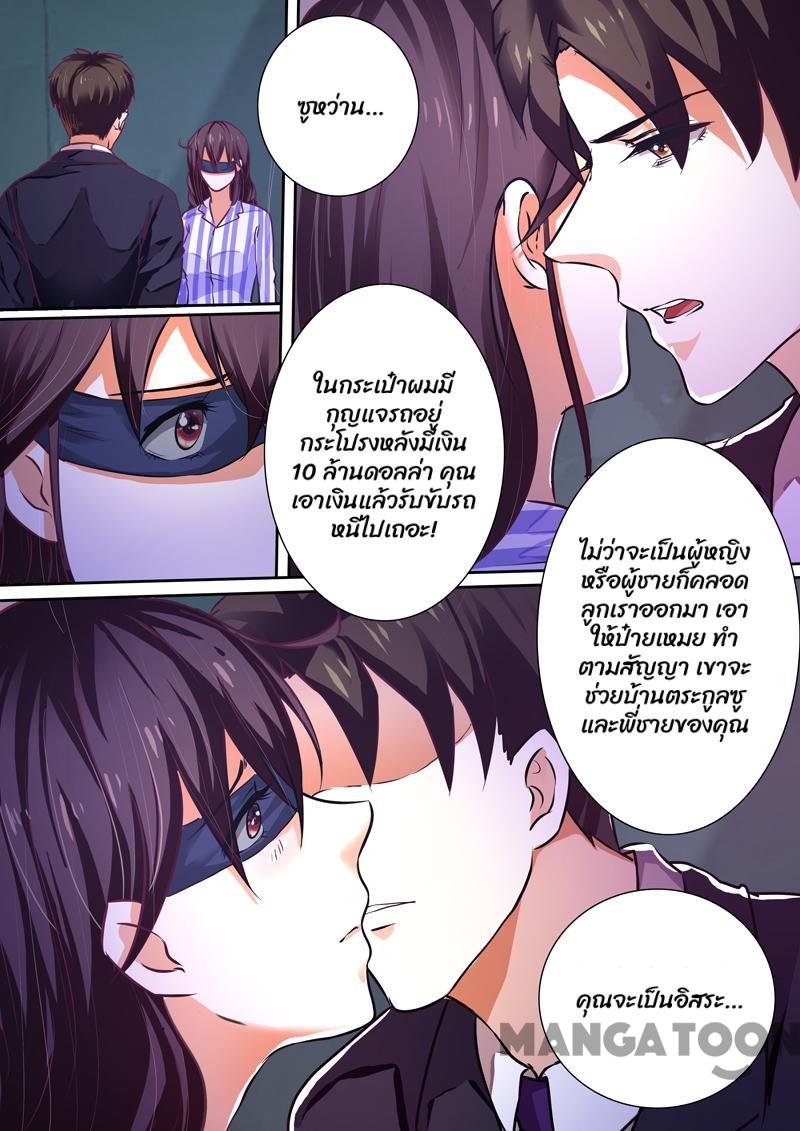 ซูหว่าน...
ในกระเป๋าผมมี
กุญแจรถอยู่
กระโปรงหลังมีเงิน
10 ล้านดอลล่า คุณ
เอาเงินแล้วรับขับรถ
หนีไปเถอะ!
ไม่ว่าจะเป็นผู้หญิง
หรือผู้ชายก็คลอด
ลูกเราออกมา เอา
ให้ป๋ายเหมย ทำ
ตามสัญญา เขาจะ
ช่วยบ้านตระกูลซู
และพี่ชายของคุณ
คุณจะเป็นอิสระ...
MANGATOON